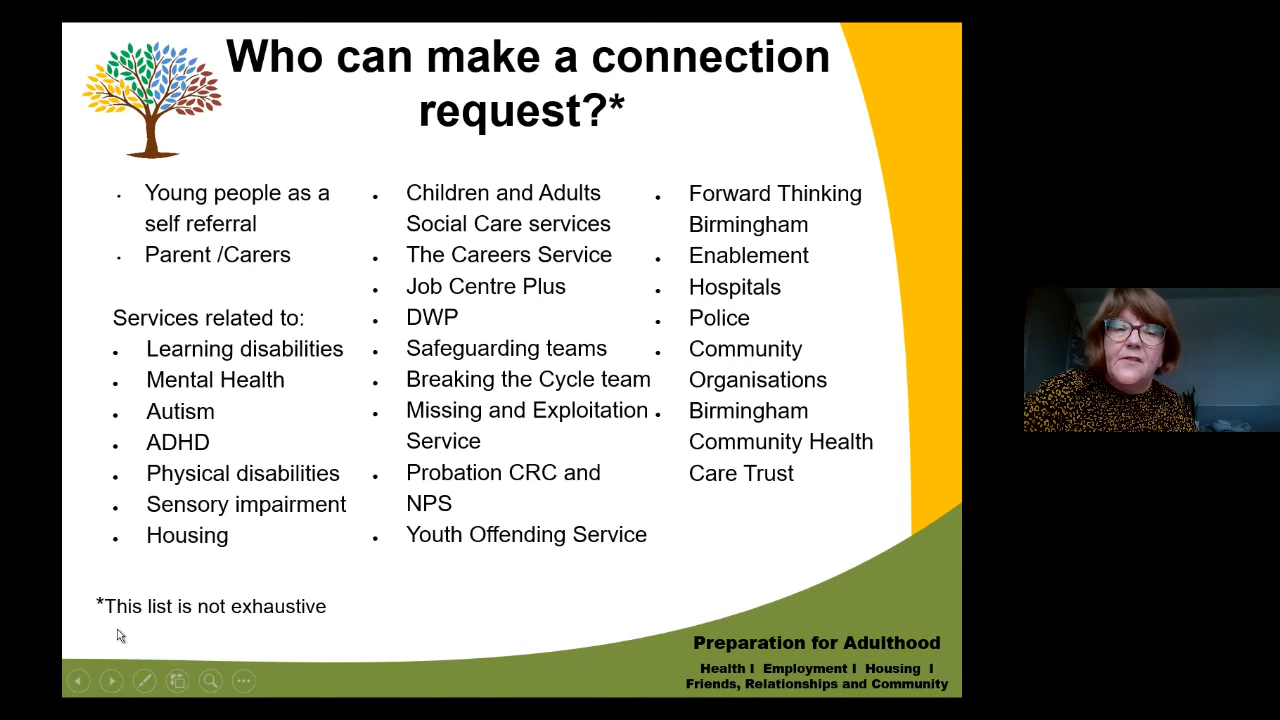 Who can make a connection
request?*
Young people as a
self referral
Parent /Carers
Services related to:
Learning disabilities
Mental Health
Autism
ADHD
Physical disabilities
Sensory impairment
Housing
Children and Adults
Social Care services
The Careers Service
Job Centre Plus
DWP
Safeguarding teams
Breaking the Cycle team
Missing and Exploitation
Service
Probation CRC and
NPS
Youth Offending Service
Forward Thinking
Birmingham
Enablement
Hospitals
Police
Community
Organisations
Birmingham
Community Health
Care Trust
*This list is not exhaustive
Preparation for Adulthood
Health I Employment I Housing I
Friends, Relationships and Community